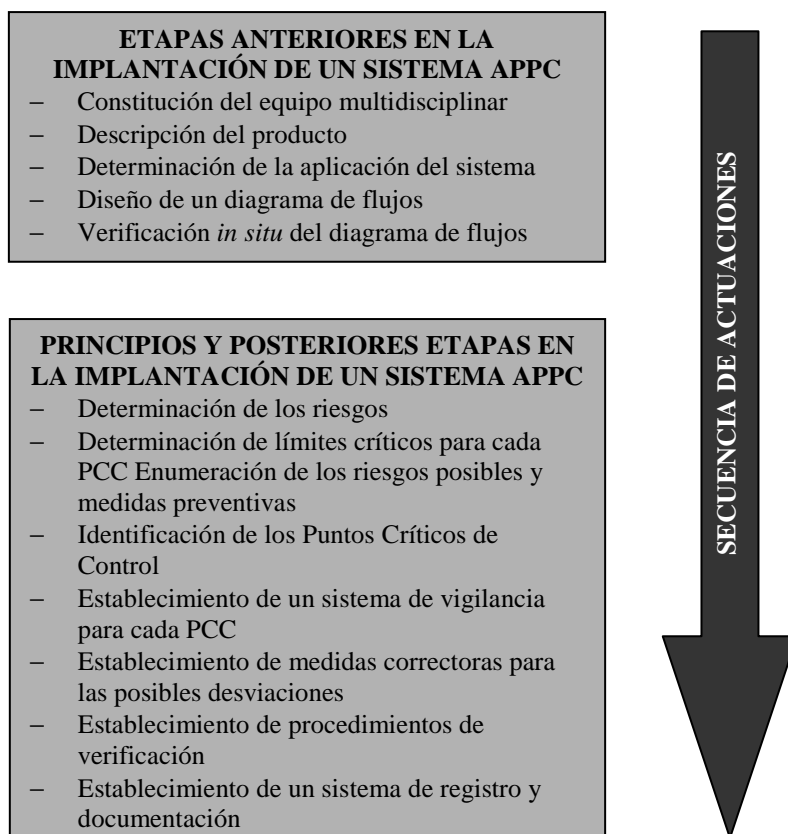 ETAPAS ANTERIORES EN LA
IMPLANTACIÓN DE UN SISTEMA APPC
– Constitución del equipo multidisciplinar
– Descripción del producto
– Determinación de la aplicación del sistema
– Diseño de un diagrama de flujos
– Verificación in situ del diagrama de flujos
PRINCIPIOS Y POSTERIORES ETAPAS EN
LA IMPLANTACIÓN DE UN SISTEMA APPC
– Determinación de los riesgos
– Determinación de límites críticos para cada
PCC Enumeración de los riesgos posibles y
medidas preventivas
– Identificación de los Puntos Críticos de
Control
– Establecimiento de un sistema de vigilancia
para cada PCC
– Establecimiento de medidas correctoras para
las posibles desviaciones
– Establecimiento de procedimientos de
verificación
– Establecimiento de un sistema de registro y
documentación
SECUENCIA DE ACTUACIONES